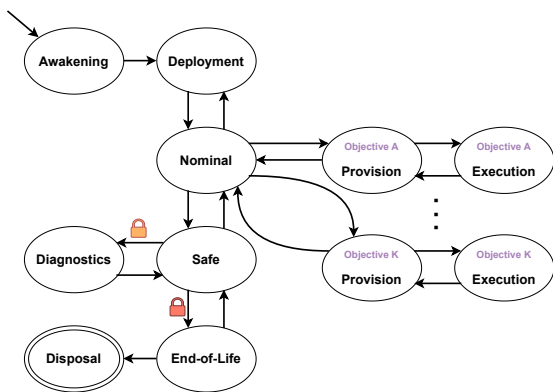 Awakening
Deployment
Nominal
Objective A
Provision
Objective A
Execution
Diagnostics
Safe
Objective K
Provision
Objective K
Execution
Disposal
End-of-Life